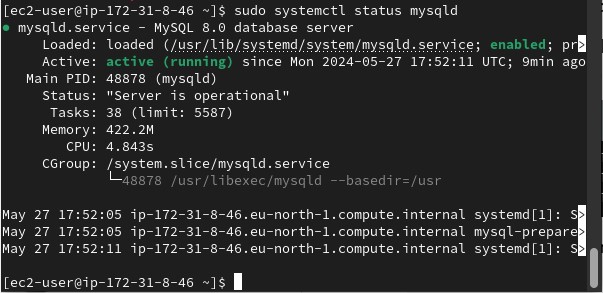 [ec2-user@ip-172-31-8-46 ~]$ sudo systemctl status mysqld
● mysqld.service - MySQL 8.0 database server
Loaded: loaded (/usr/lib/systemd/system/mysqld.service; enabled; pr>
Active: active (running) since Mon 2024-05-27 17:52:11 UTC; 9min ago
Main PID: 48878 (mysqld)
Status: "Server is operational"
Tasks: 38 (limit: 5587)
Memory: 422.2M
CPU: 4.843s
CGroup: /system.slice/mysqld.service
└─48878 /usr/libexec/mysqld --basedir=/usr
May 27 17:52:05 ip-172-31-8-46.eu-north-1.compute.internal systemd[1]: S>
May 27 17:52:05 ip-172-31-8-46.eu-north-1.compute.internal mysql-prepare>
May 27 17:52:11 ip-172-31-8-46.eu-north-1.compute.internal systemd[1]: S>
[ec2-user@ip-172-31-8-46 ~]$